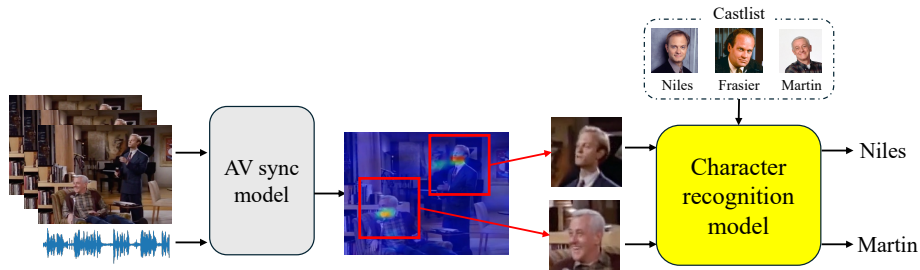 Castlist
Niles Frasier Martin
AV sync
model
Character
recognition
model
Niles
Martin